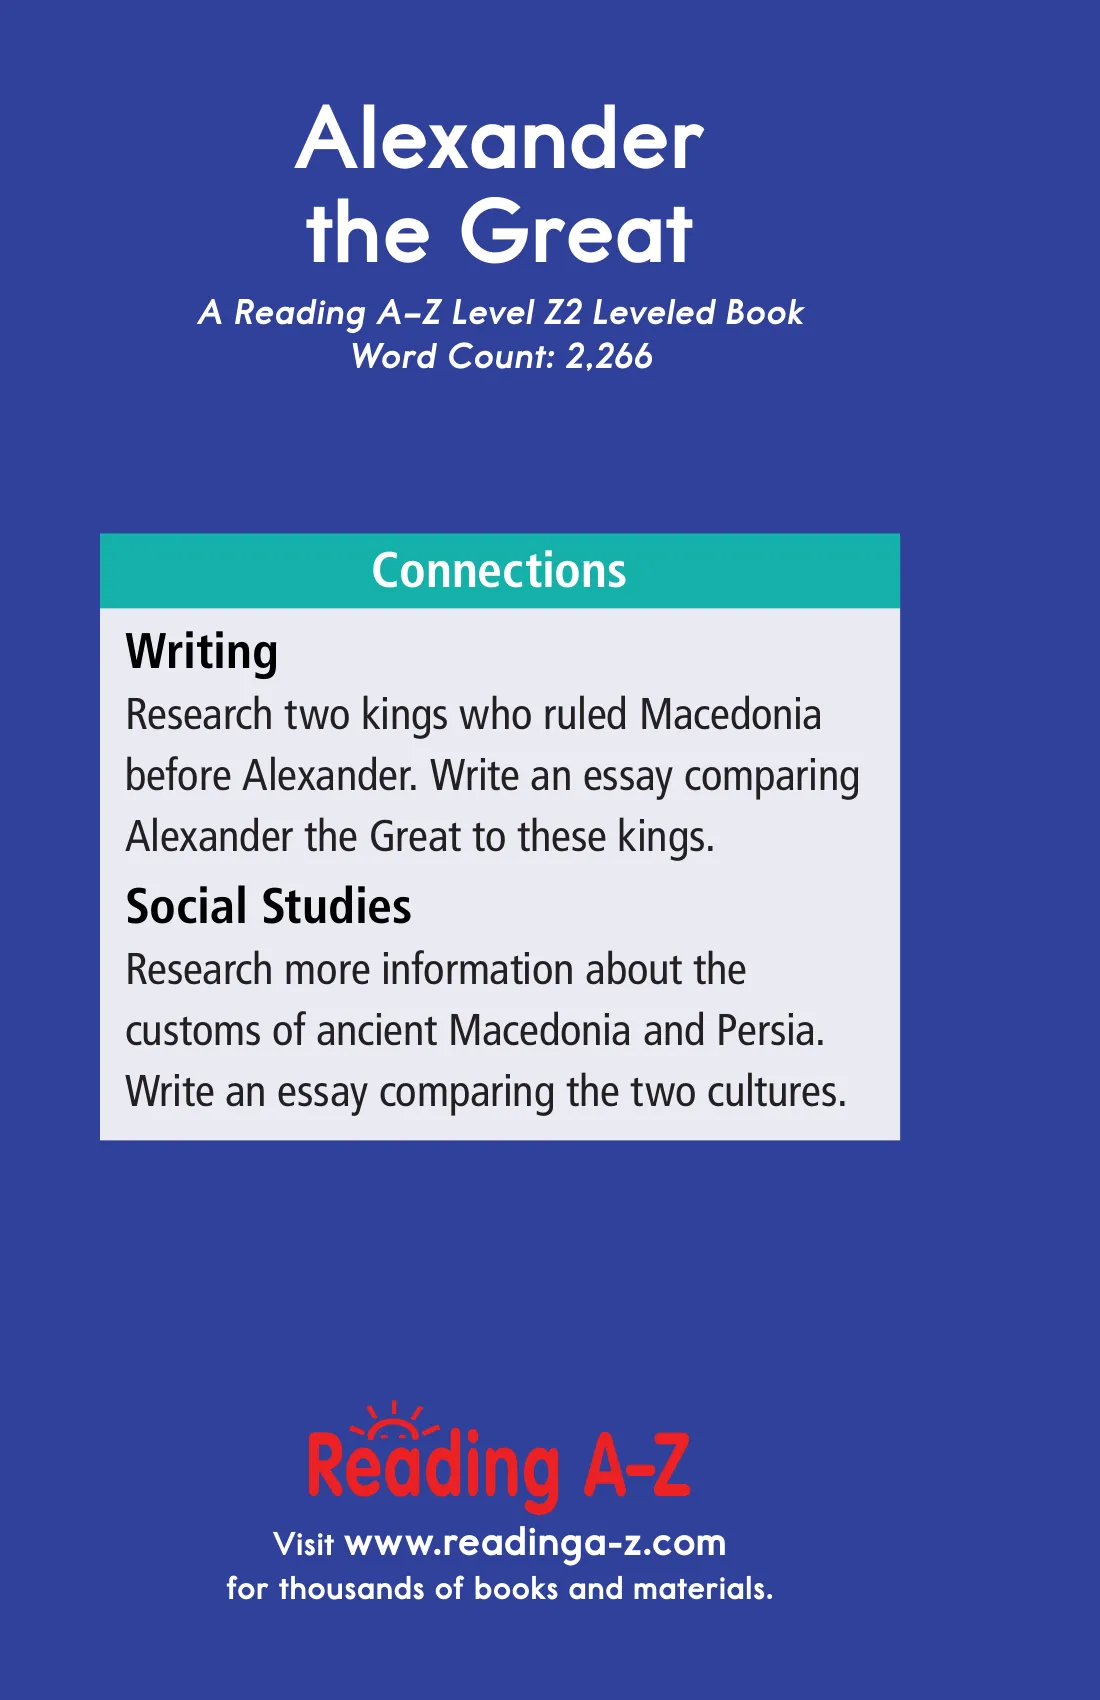 Alexander
the Great
A Reading A–Z Level Z2 Leveled Book
Word Count: 2,266
Connections
Writing
Research two kings who ruled Macedonia
before Alexander. Write an essay comparing
Alexander the Great to these kings.
Social Studies
Research more information about the
customs of ancient Macedonia and Persia.
Write an essay comparing the two cultures.
Reading A–Z
Visit www.readinga-z.com
for thousands of books and materials.